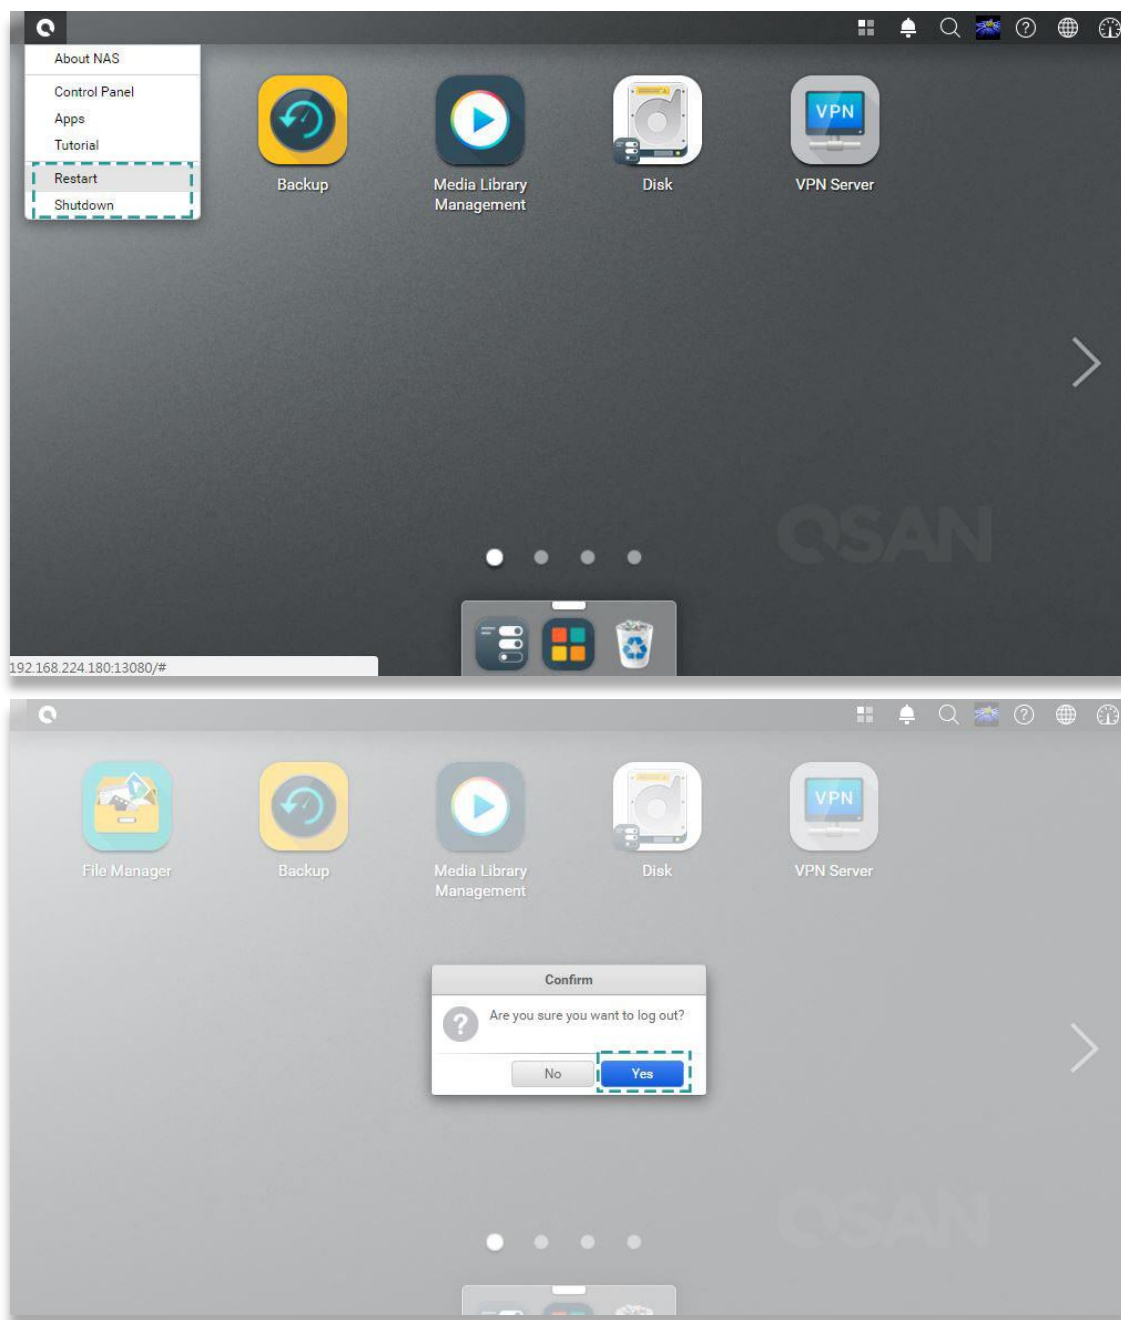 About NAS
Control Panel
Apps
Tutorial
Restart
Shutdown
Backup
Media Library
Management
Disk
VPN
VPN Server
QSAN
192.168.224.180:13080/#
File Manager
Backup
Media Library
Management
Disk
VPN
VPN Server
Confirm
Are you sure you want to log out?
No
Yes
QSAN